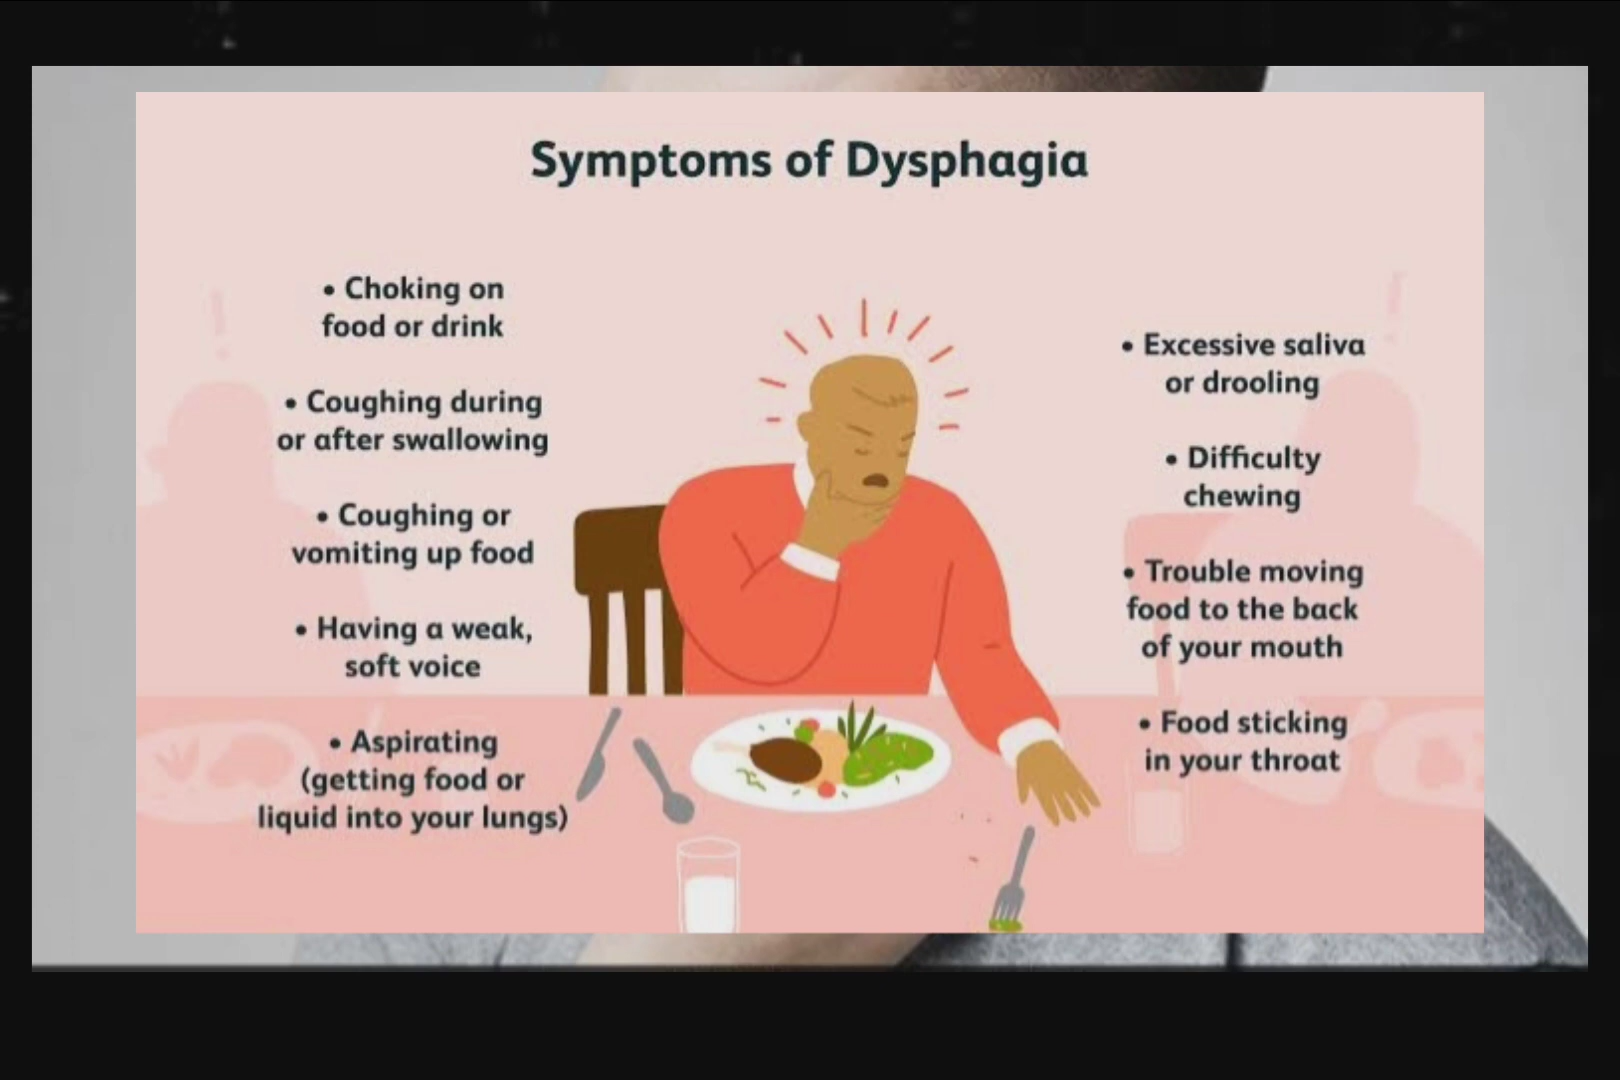 Symptoms of Dysphagia
• Choking on
food or drink
• Coughing during
or after swallowing
• Coughing or
vomiting up food
• Having a weak,
soft voice
• Aspirating
(getting food or
liquid into your lungs)
• Excessive saliva
or drooling
• Difficulty
chewing
• Trouble moving
food to the back
of your mouth
• Food sticking
in your throat